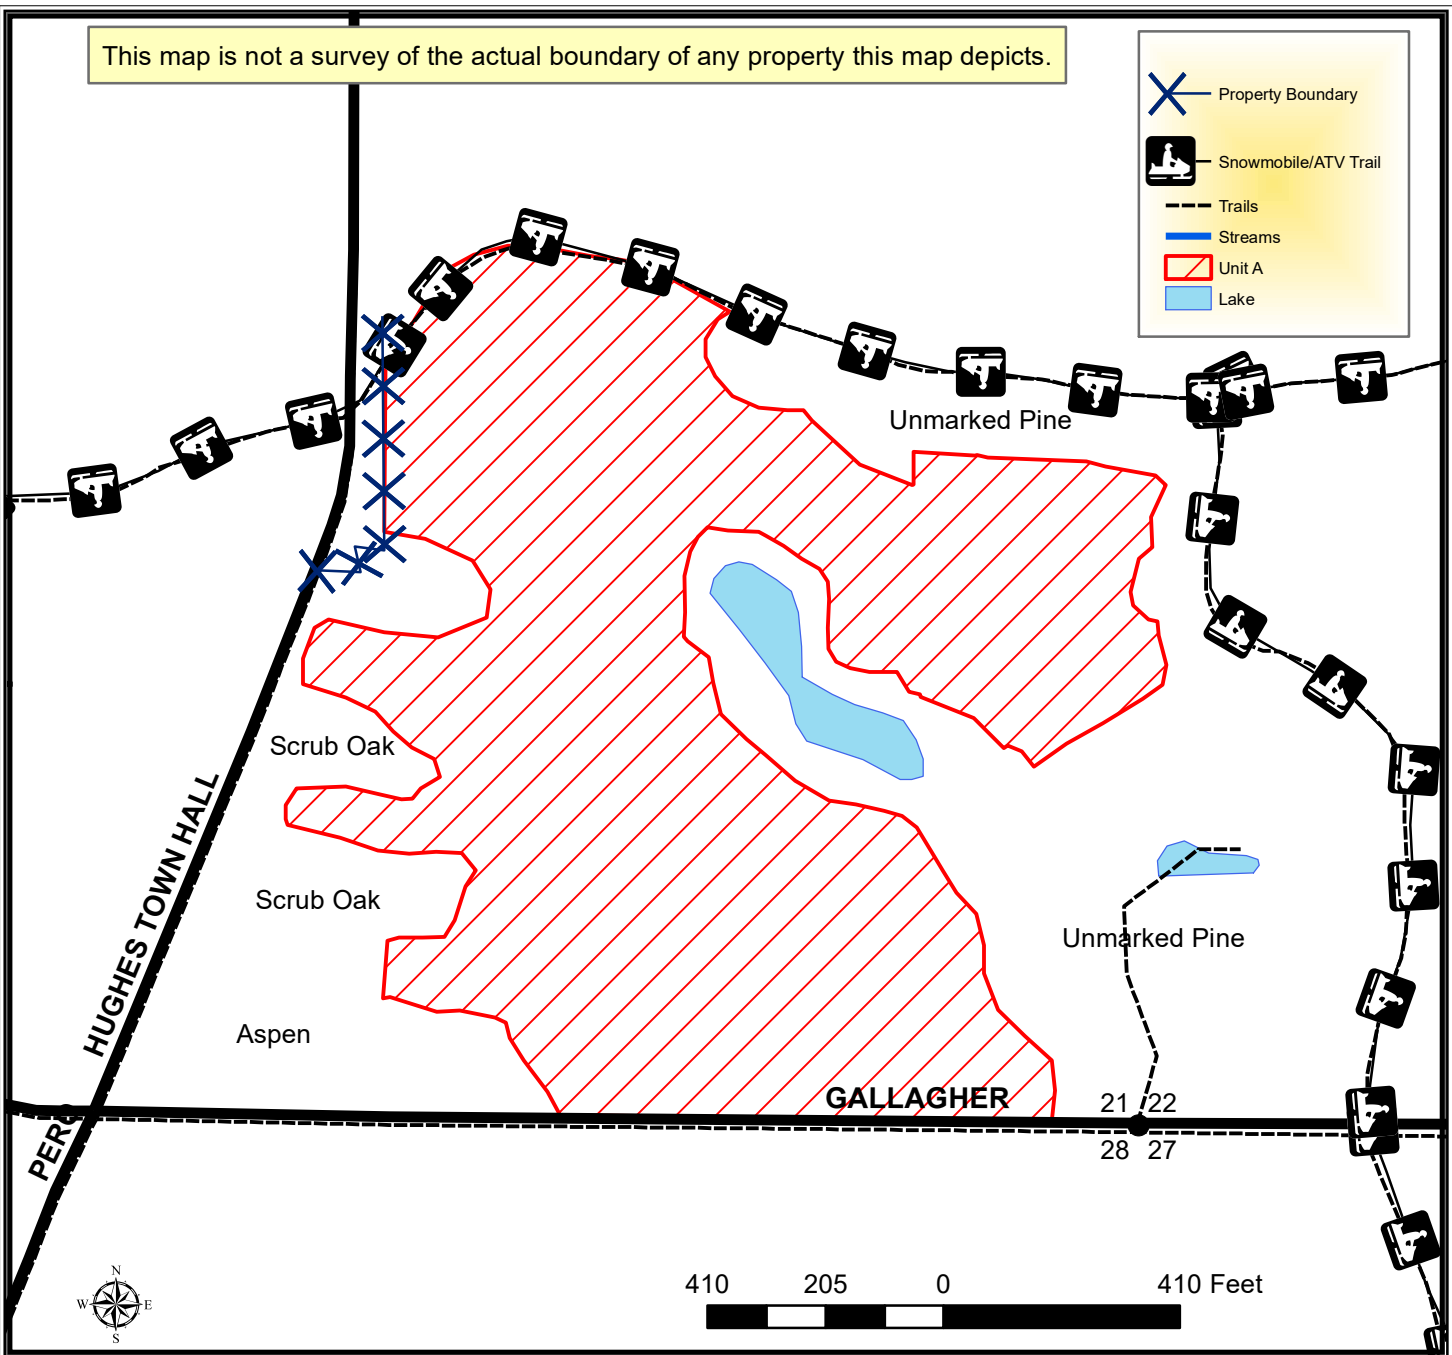 This map is not a survey of the actual boundary of any property this map depicts.
Property Boundary
Snowmobile/ATV Trail
Trails
Streams
Unit A
Lake
Unmarked Pine
Scrub Oak
HUGHES TOWN HALL
Scrub Oak
Unmarked Pine
Aspen
GALLAGHER
21 22
28 27
N
W E
S
410 205 0 410 Feet